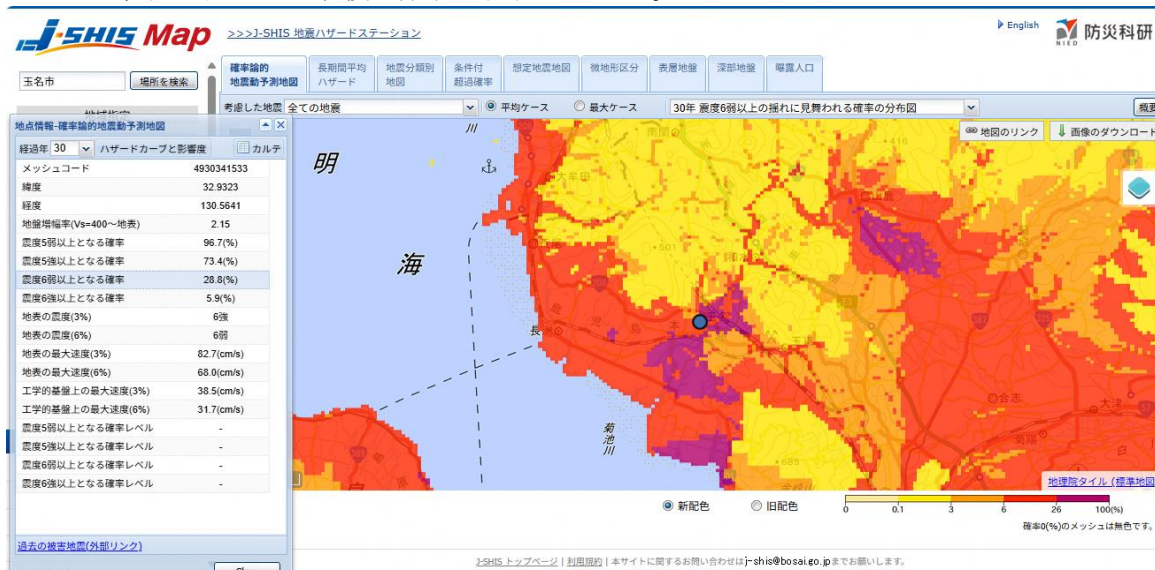 J-SHIS Map
>>>J-SHIS 地震ハザードステーション
English
NIED 防災科研
玉名市
場所を検索
確率論的
地震動予測地図
長期間平均
ハザード
地震分類別
地図
条件付
超過確率
想定地震地図
微地形区分
表層地盤
深部地盤
曝露人口
考慮した地震 全ての地震
平均ケース
最大ケース
30年 震度6弱以上の揺れに見舞われる確率の分布図
地点情報-確率論的地震動予測地図
経過年 30 ハザードカーブと影響度 カルテ
メッシュコード 4930341533
緯度 32.9323
経度 130.5641
地盤増幅率(Vs=400~地表) 2.15
震度5弱以上となる確率 96.7(%)
震度5強以上となる確率 73.4(%)
震度6弱以上となる確率 28.8(%)
震度6強以上となる確率 5.9(%)
地表の震度(3%) 6強
地表の震度(6%) 6弱
地表の最大速度(3%) 82.7(cm/s)
地表の最大速度(6%) 68.0(cm/s)
工学的基盤上の最大速度(3%) 38.5(cm/s)
工学的基盤上の最大速度(6%) 31.7(cm/s)
震度5弱以上となる確率レベル -
震度5強以上となる確率レベル -
震度6弱以上となる確率レベル -
震度6強以上となる確率レベル -
過去の被害地震(外部リンク)
地図のリンク
画像のダウンロード
川
明
海
南関
大牟田
・416
・501
山鹿
長
本
合志
大津
菊陽
菊池川
・685
地理院タイル (標準地図
新配色
旧配色
0 0.1 3 6 26 100(%)
確率0(%)のメッシュは無色です。
J-SHIS トップページ | 利用規約 | 本サイトに関するお問い合わせはj-shis@bosai.go.jpまでお願いします。